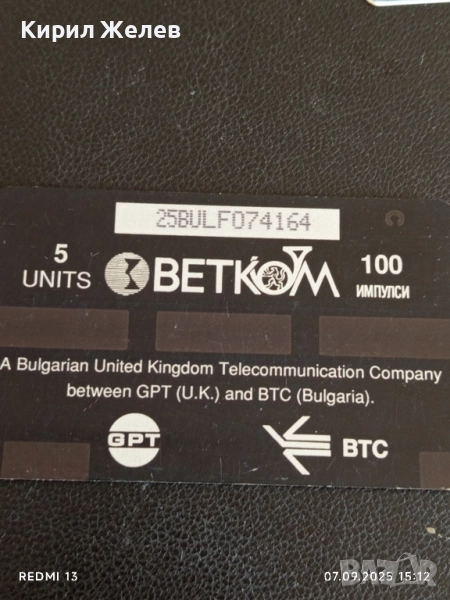 Кирил Желев
25BULF074164
5
UNITS
BETKOM
100
ИМПУЛСИ
A Bulgarian United Kingdom Telecommunication Company
between GPT (U.K.) and BTC (Bulgaria).
GPT
BTC
REDMI 13
07.09.2025 15:12
BAZAR